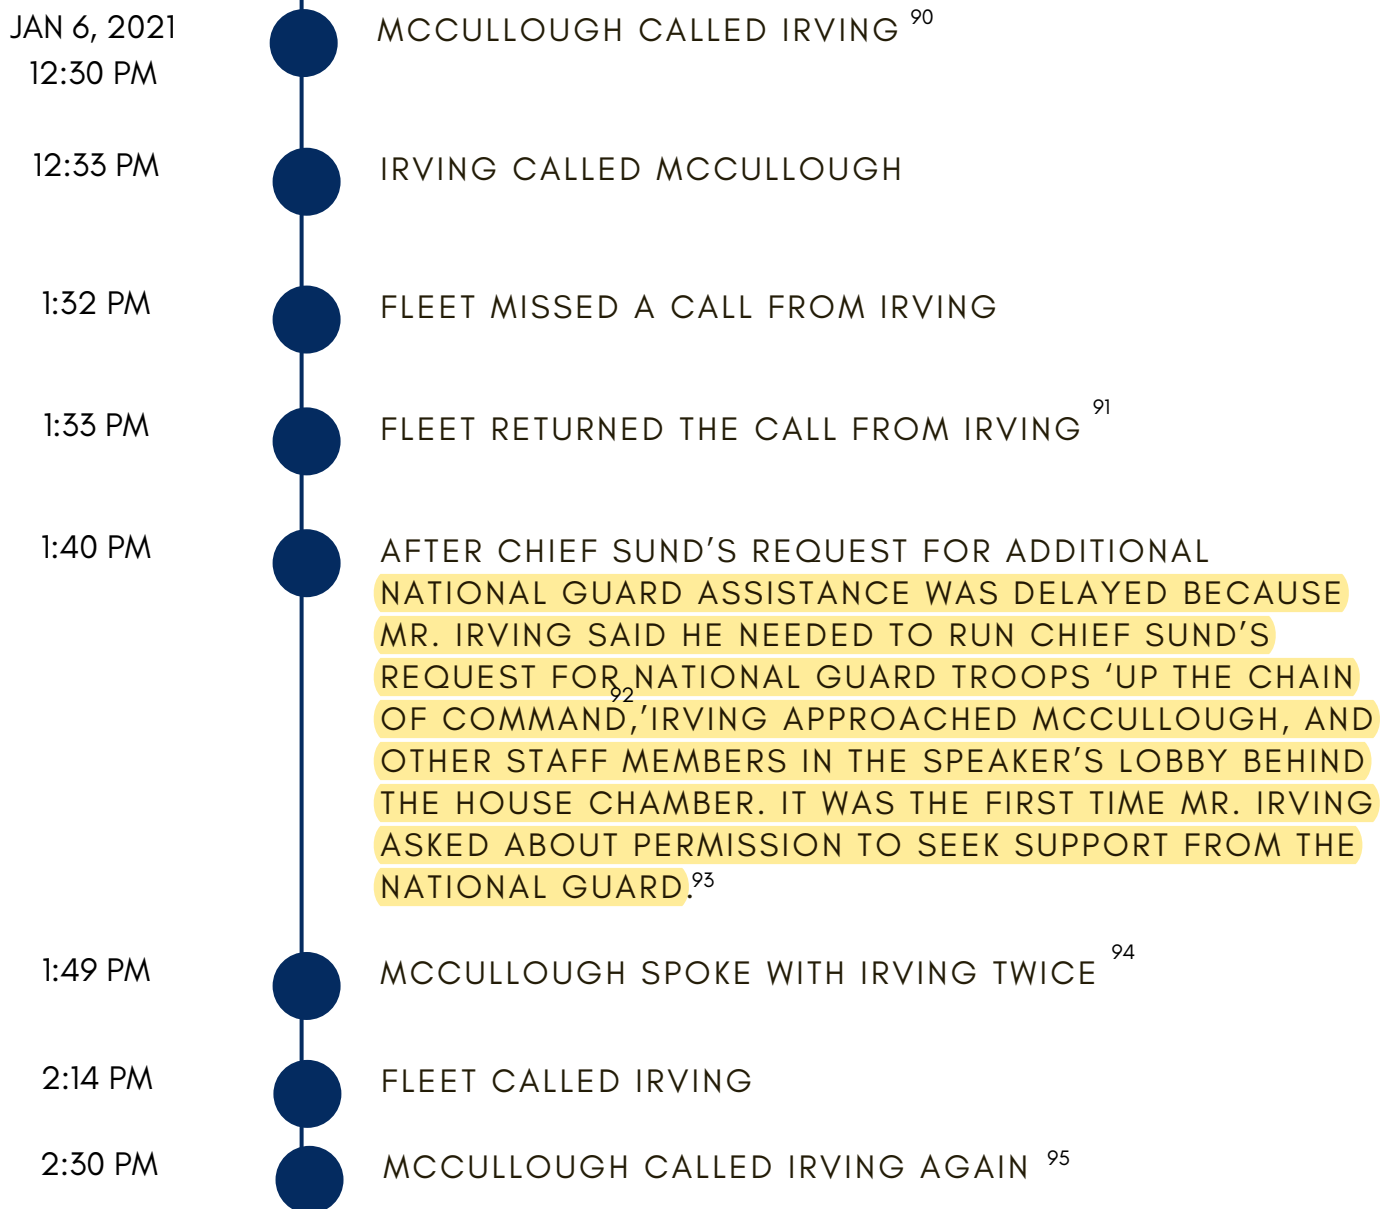 JAN 6, 2021
12:30 PM
MCCULLOUGH CALLED IRVING 90
12:33 PM
IRVING CALLED MCCULLOUGH
1:32 PM
FLEET MISSED A CALL FROM IRVING
1:33 PM
FLEET RETURNED THE CALL FROM IRVING 91
1:40 PM
AFTER CHIEF SUND’S REQUEST FOR ADDITIONAL
NATIONAL GUARD ASSISTANCE WAS DELAYED BECAUSE
MR. IRVING SAID HE NEEDED TO RUN CHIEF SUND’S
REQUEST FOR NATIONAL GUARD TROOPS ‘UP THE CHAIN
OF COMMAND,’92 IRVING APPROACHED MCCULLOUGH, AND
OTHER STAFF MEMBERS IN THE SPEAKER’S LOBBY BEHIND
THE HOUSE CHAMBER. IT WAS THE FIRST TIME MR. IRVING
ASKED ABOUT PERMISSION TO SEEK SUPPORT FROM THE
NATIONAL GUARD.93
1:49 PM
MCCULLOUGH SPOKE WITH IRVING TWICE 94
2:14 PM
FLEET CALLED IRVING
2:30 PM
MCCULLOUGH CALLED IRVING AGAIN 95